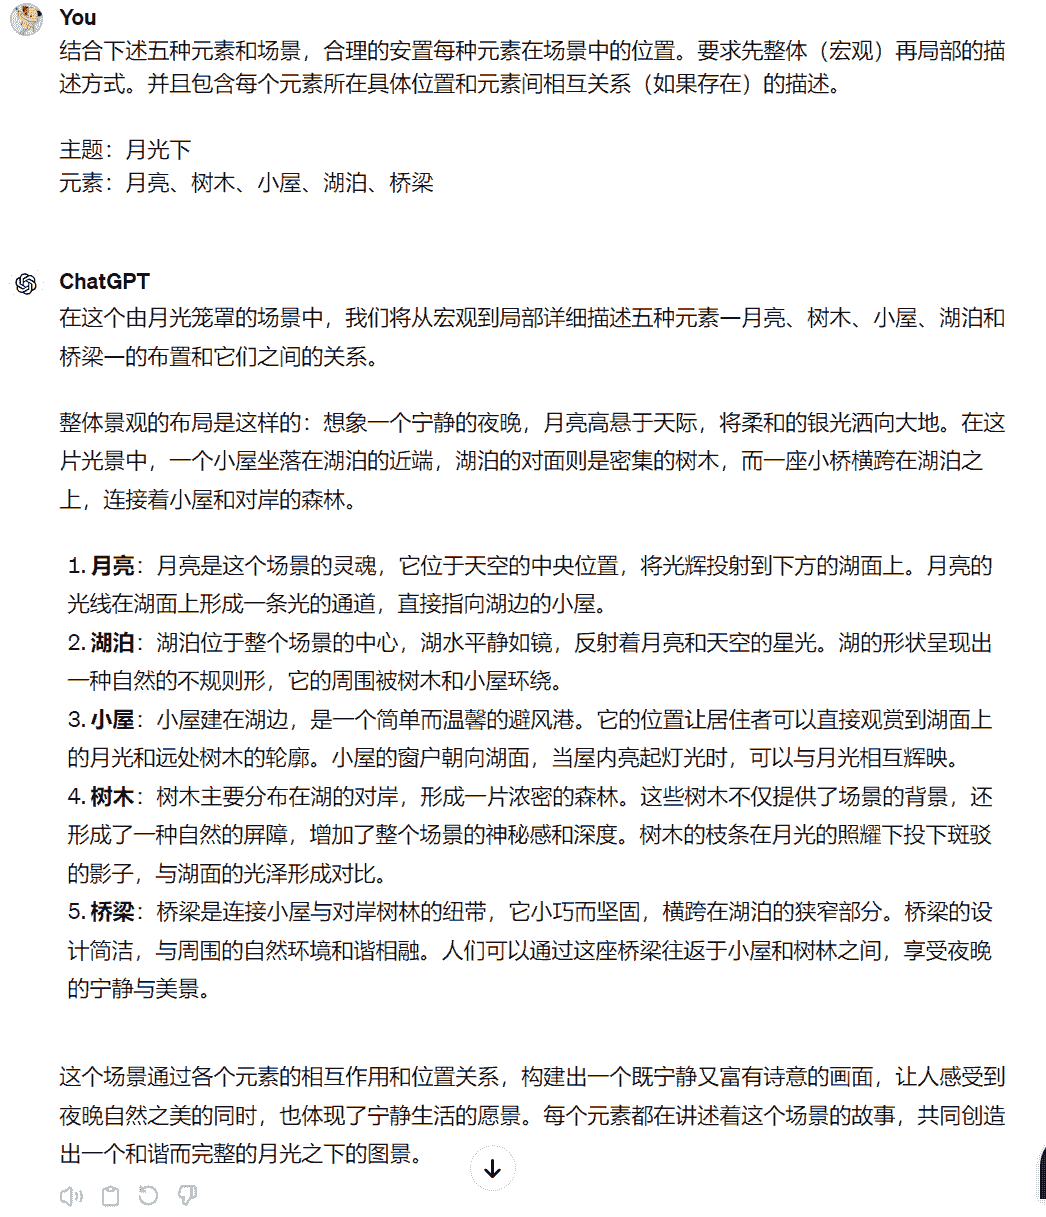 You
结合下述五种元素和场景，合理的安置每种元素在场景中的位置。要求先整体（宏观）再局部的描
述方式。并且包含每个元素所在具体位置和元素间相互关系（如果存在）的描述。
主题：月光下
元素：月亮、树木、小屋、湖泊、桥梁
ChatGPT
在这个由月光笼罩的场景中，我们将从宏观到局部详细描述五种元素—月亮、树木、小屋、湖泊和
桥梁—的布置和它们之间的关系。
整体景观的布局是这样的：想象一个宁静的夜晚，月亮高悬于天际，将柔和的银光洒向大地。在这
片光景中，一个小屋坐落在湖泊的近端，湖泊的对面则是密集的树木，而一座小桥横跨在湖泊之
上，连接着小屋和对岸的森林。
1. 月亮：月亮是这个场景的灵魂，它位于天空的中央位置，将光辉投射到下方的湖面上。月亮的
光线在湖面上形成一条光的通道，直接指向湖边的小屋。
2. 湖泊：湖泊位于整个场景的中心，湖水平静如镜，反射着月亮和天空的星光。湖的形状呈现出
一种自然的不规则形，它的周围被树木和小屋环绕。
3. 小屋：小屋建在湖边，是一个简单而温馨的避风港。它的位置让居住者可以直接观赏到湖面上
的月光和远处树木的轮廓。小屋的窗户朝向湖面，当屋内亮起灯光时，可以与月光相互辉映。
4. 树木：树木主要分布在湖的对岸，形成一片浓密的森林。这些树木不仅提供了场景的背景，还
形成了一种自然的屏障，增加了整个场景的神秘感和深度。树木的枝条在月光的照耀下投下斑驳
的影子，与湖面的光泽形成对比。
5. 桥梁：桥梁是连接小屋与对岸树林的纽带，它小巧而坚固，横跨在湖泊的狭窄部分。桥梁的设
计简洁，与周围的自然环境和谐相融。人们可以通过这座桥梁往返于小屋和树林之间，享受夜晚
的宁静与美景。
这个场景通过各个元素的相互作用和位置关系，构建出一个既宁静又富有诗意的画面，让人感受到
夜晚自然之美的同时，也体现了宁静生活的愿景。每个元素都在讲述着这个场景的故事，共同创造
出一个和谐而完整的月光之下的图景。